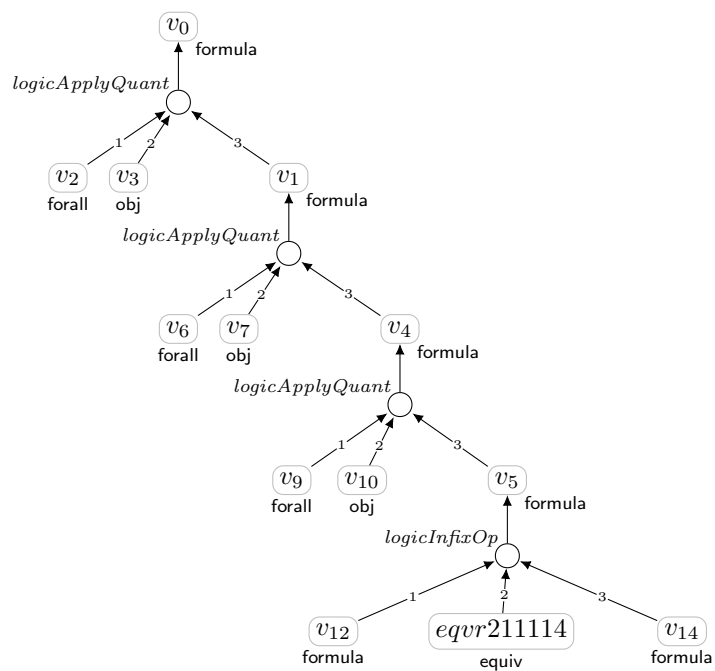 v0
formula
logicApplyQuant
1 2 3
v2 v3 v1
forall obj formula
logicApplyQuant
1 2 3
v6 v7 v4
forall obj formula
logicApplyQuant
1 2 3
v9 v10 v5
forall obj formula
logicInfixOp
1 2 3
v12 eqvr211114 v14
formula equiv formula